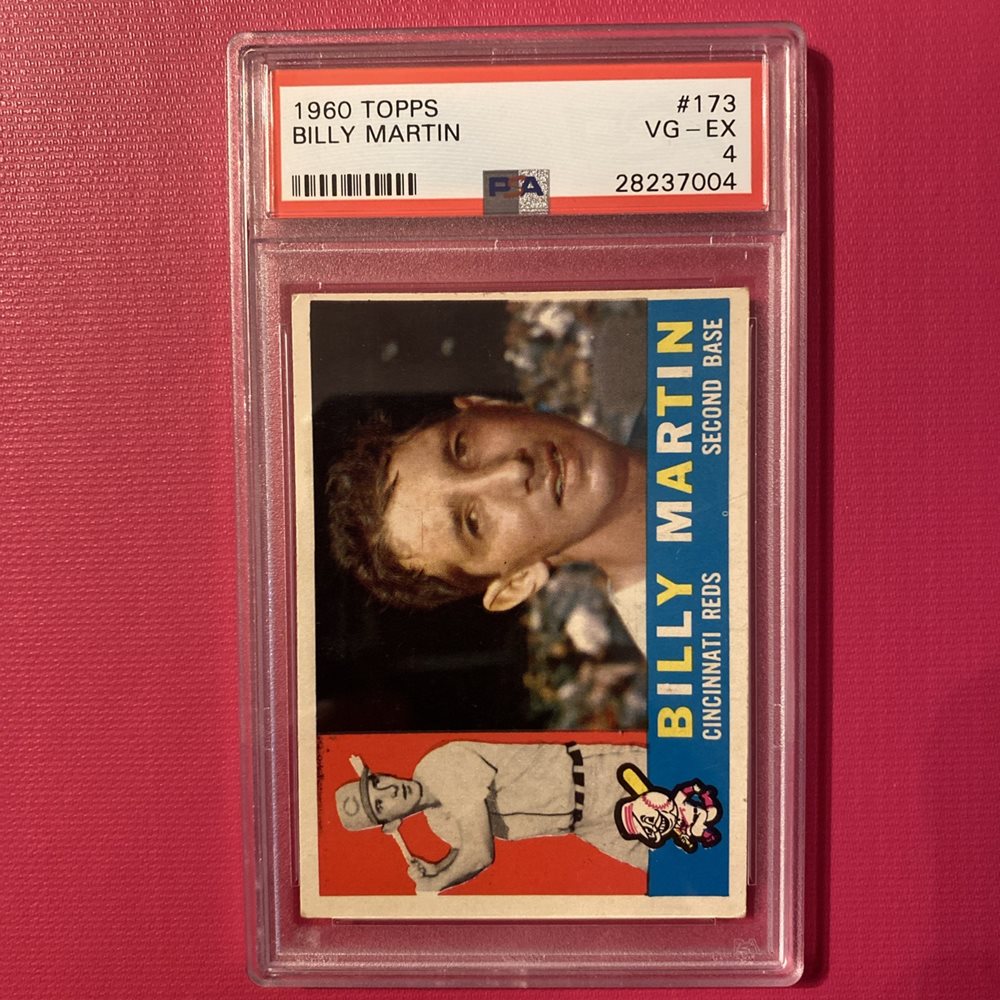 1960 TOPPS #173
BILLY MARTIN VG-EX
4
PSA 28237004
BILLY MARTIN
CINCINNATI REDS SECOND BASE
C